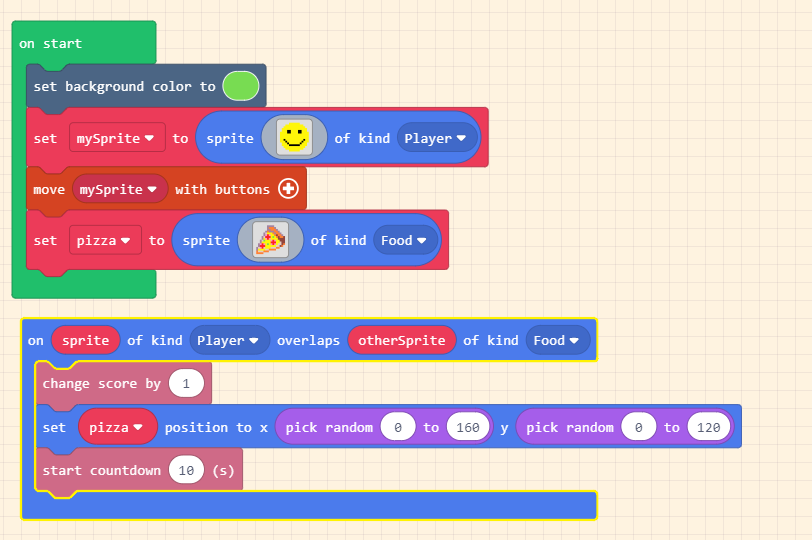 on start
set background color to
set mySprite to sprite of kind Player
move mySprite with buttons
set pizza to sprite of kind Food
on sprite of kind Player overlaps otherSprite of kind Food
change score by 1
set pizza position to x pick random 0 to 160 y pick random 0 to 120
start countdown 10 (s)